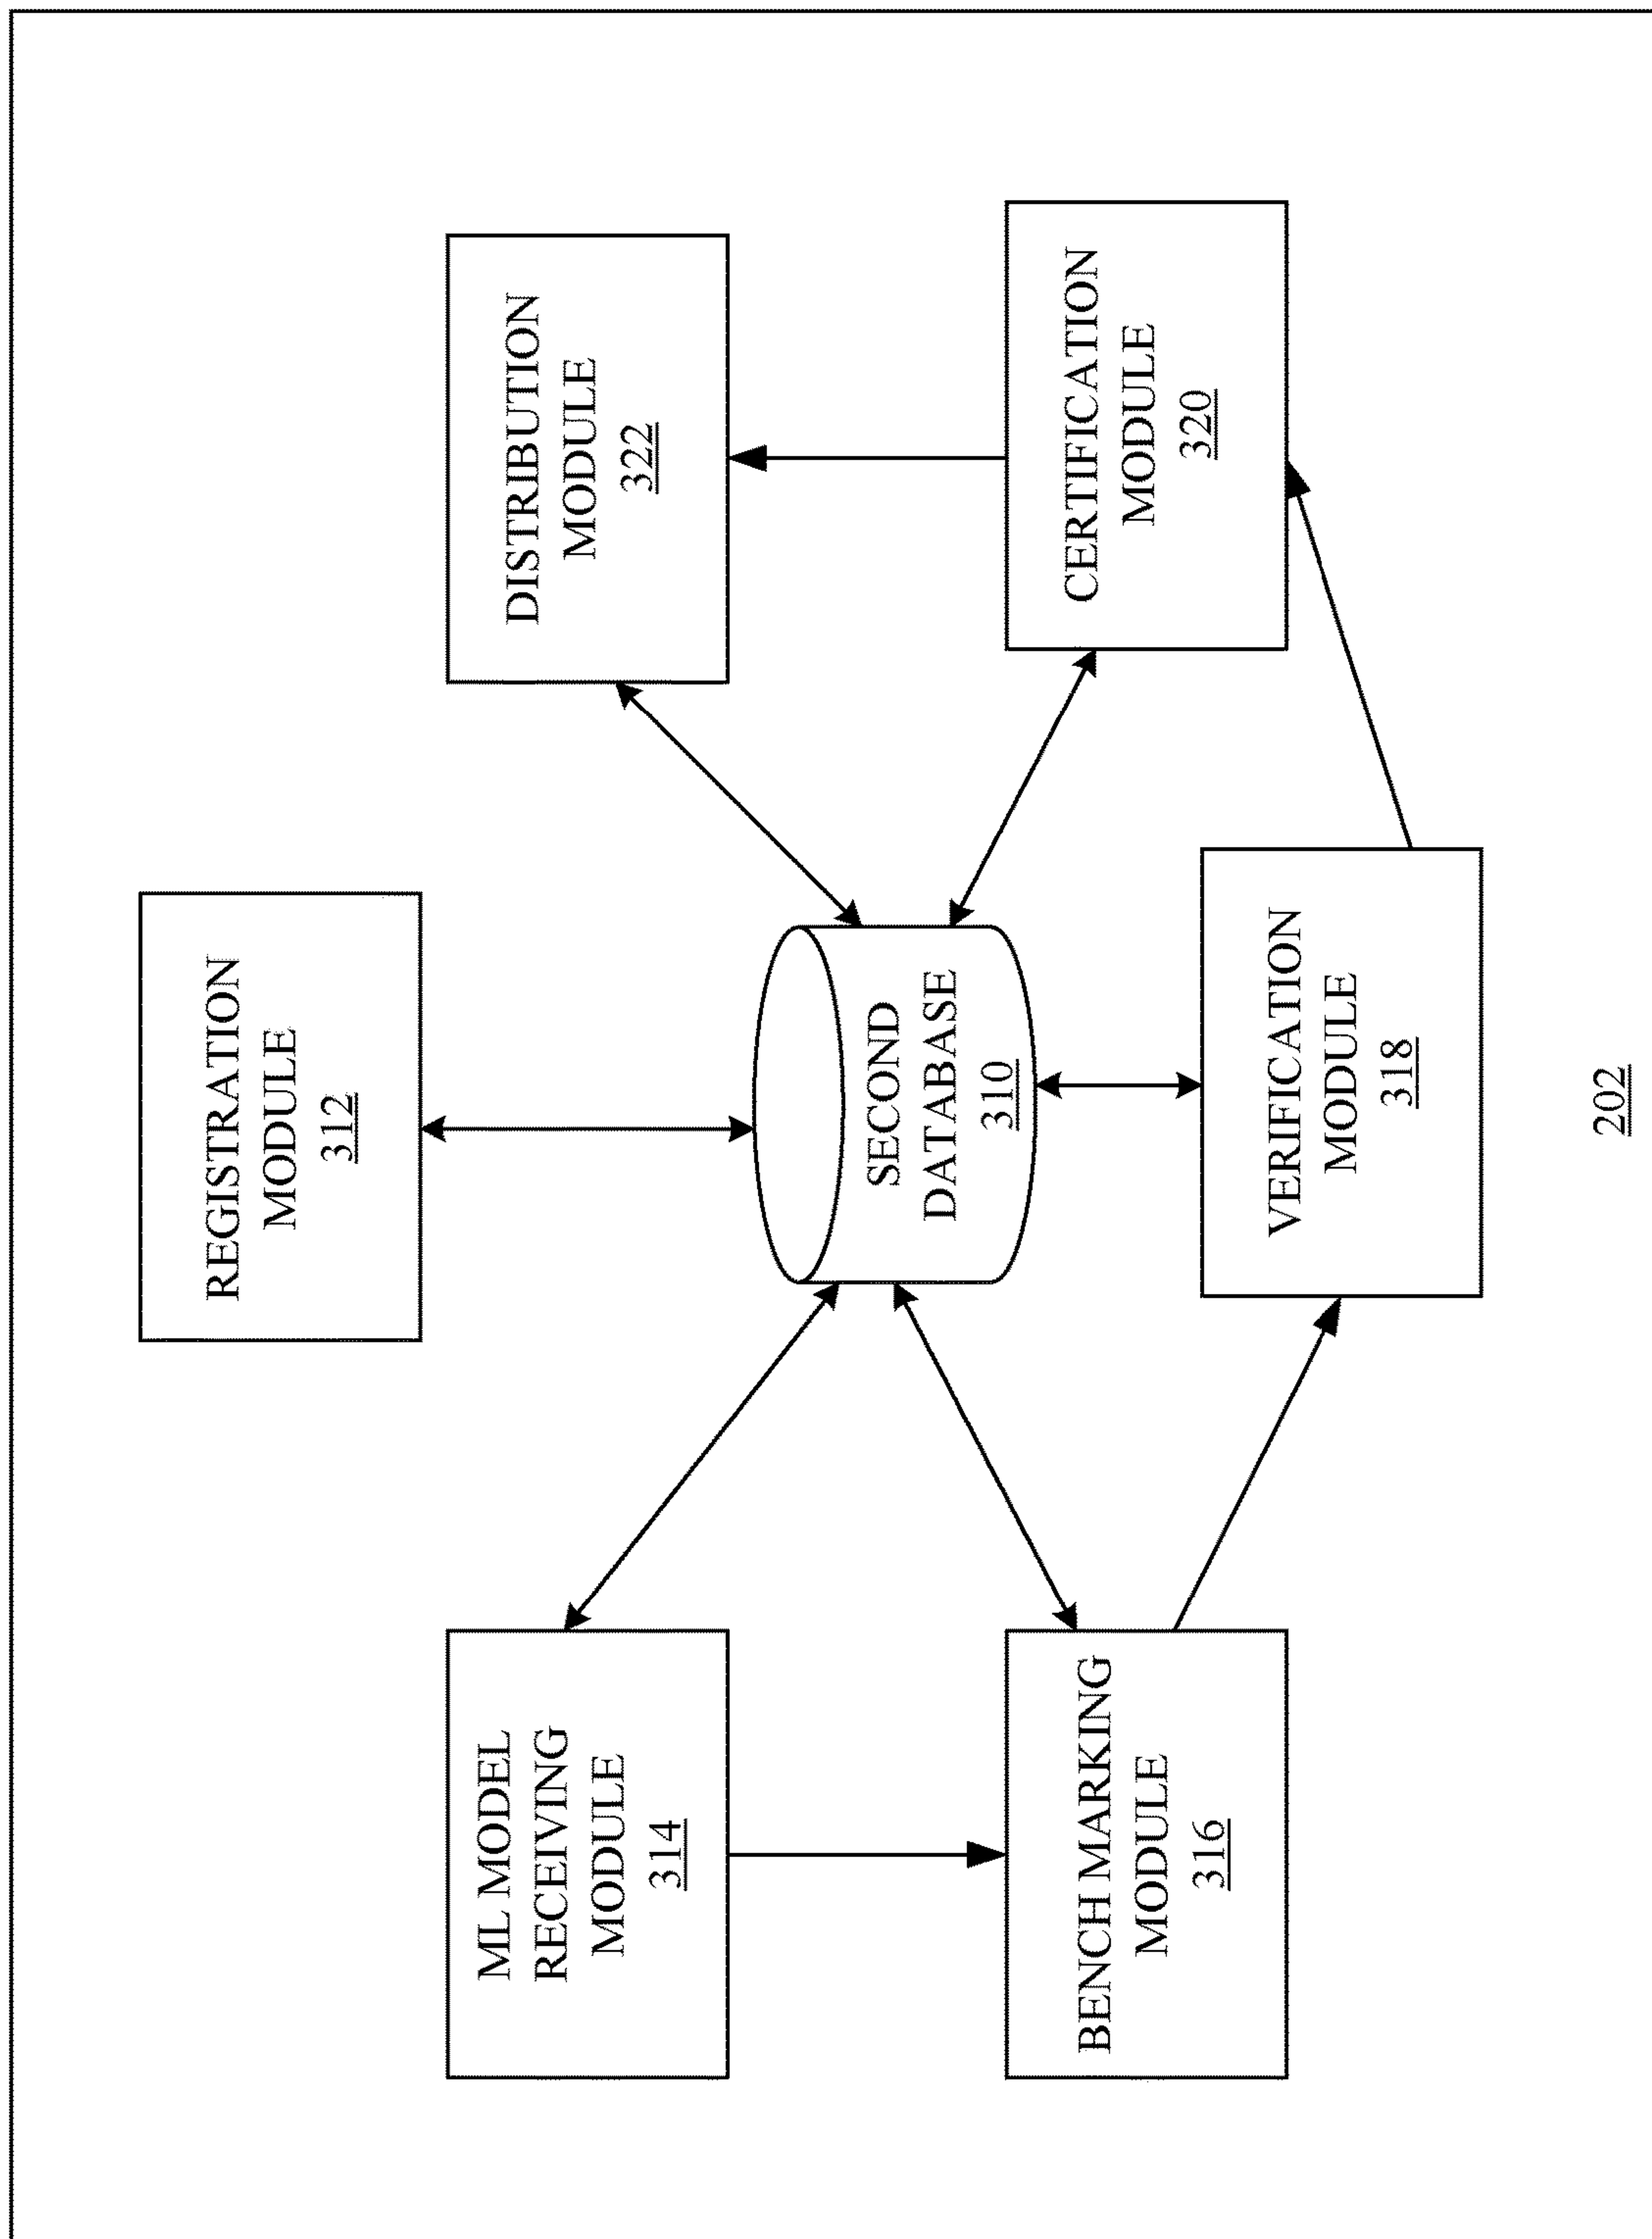 REGISTRATION
MODULE
312
ML MODEL
RECEIVING
MODULE
314
DISTRIBUTION
MODULE
322
SECOND
DATABASE
310
BENCH MARKING
MODULE
316
CERTIFICATION
MODULE
320
VERIFICATION
MODULE
318
202